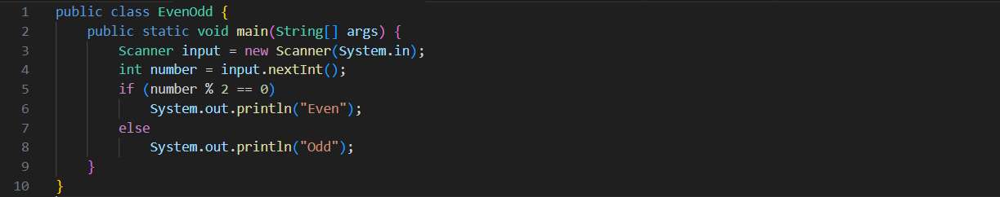 1 public class EvenOdd {
2     public static void main(String[] args) {
3         Scanner input = new Scanner(System.in);
4         int number = input.nextInt();
5         if (number % 2 == 0)
6             System.out.println("Even");
7         else
8             System.out.println("Odd");
9     }
10 }